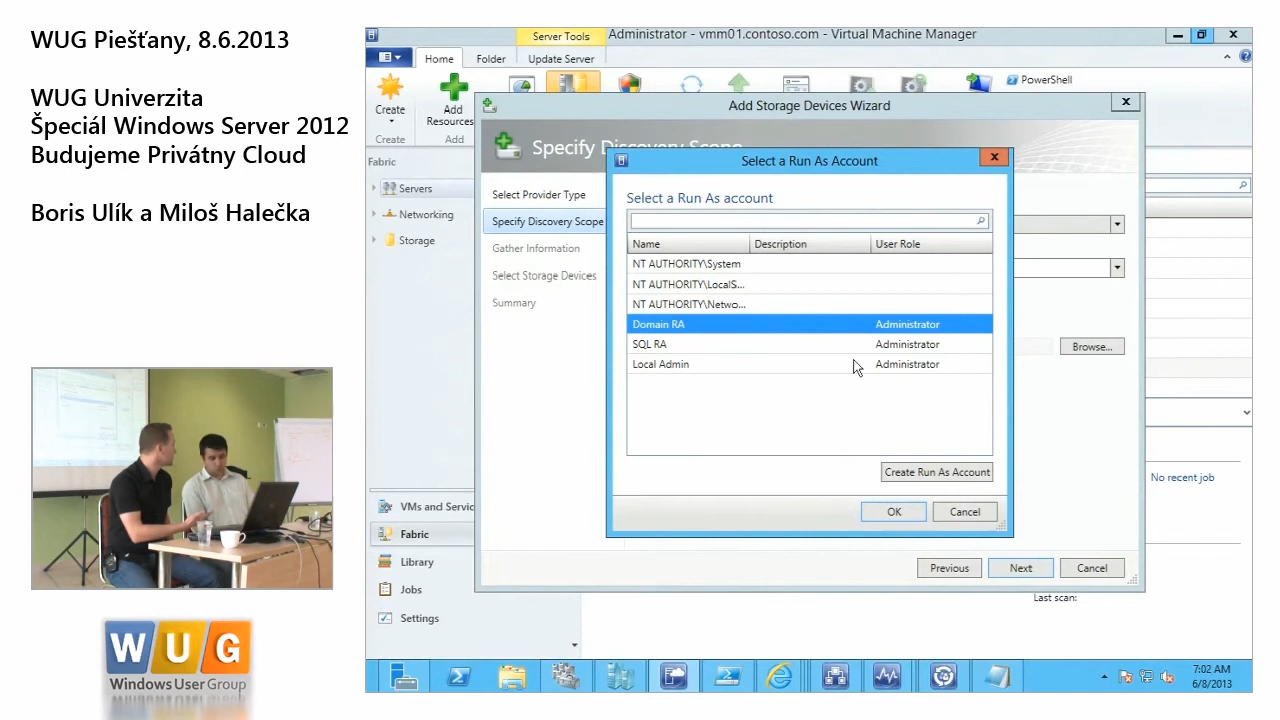 WUG Piešťany, 8.6.2013
WUG Univerzita
Špeciál Windows Server 2012
Budujeme Privátny Cloud
Boris Ulík a Miloš Halečka
WUG
Windows User Group
Server Tools
Administrator - vmm01.contoso.com - Virtual Machine Manager
Home
Folder
Update Server
Create
Add Resources
PowerShell
Create
Add
Fabric
Servers
Networking
Storage
VMs and Servic
Fabric
Library
Jobs
Settings
Add Storage Devices Wizard
Specify Discovery Scope
Select Provider Type
Specify Discovery Scope
Gather Information
Select Storage Devices
Summary
Browse...
Previous
Next
Cancel
Select a Run As Account
Select a Run As account
Name
Description
User Role
NT AUTHORITY\System
NT AUTHORITY\LocalS...
NT AUTHORITY\Netwo...
Domain RA
Administrator
SQL RA
Administrator
Local Admin
Administrator
Create Run As Account
OK
Cancel
No recent job
Last scan:
7:02 AM
6/8/2013